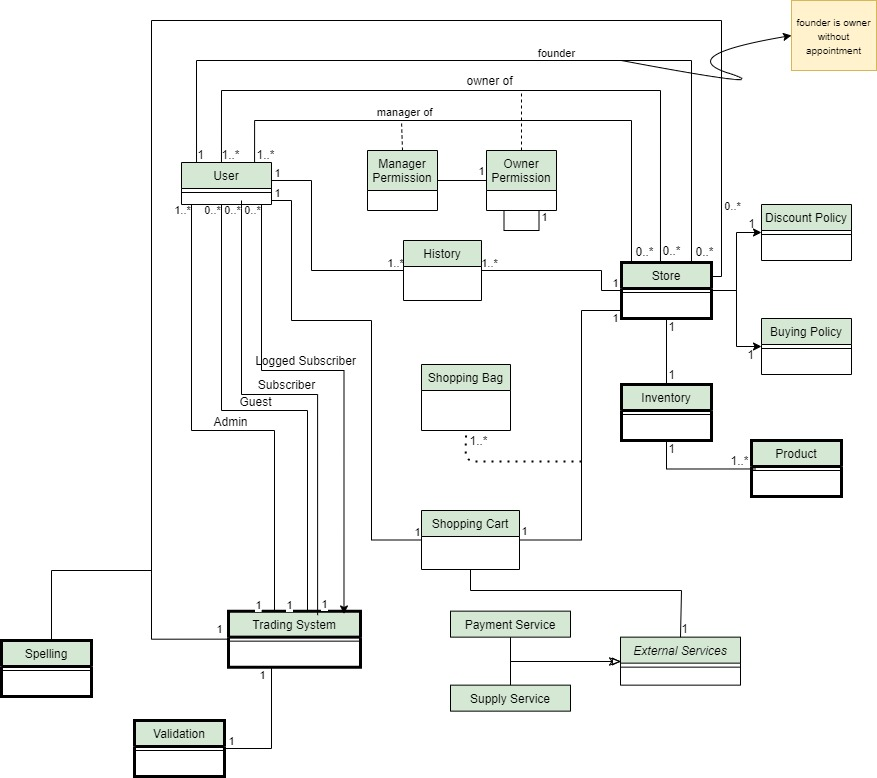 founder is owner
without
appointment
founder
owner of
manager of
1
1..*
1..*
Manager
Permission
Owner
Permission
User
1
1
1
1..*
0..*
0..*
0..*
1
0..*
1
Discount Policy
History
1..*
1..*
0..*
0..*
0..*
Store
1
1
1
Buying Policy
1
Logged Subscriber
Subscriber
Guest
Admin
Shopping Bag
1..*
1
Inventory
1
1..*
Product
Shopping Cart
1
1
1
1
1
1
Trading System
1
Spelling
Payment Service
1
External Services
Supply Service
Validation
1